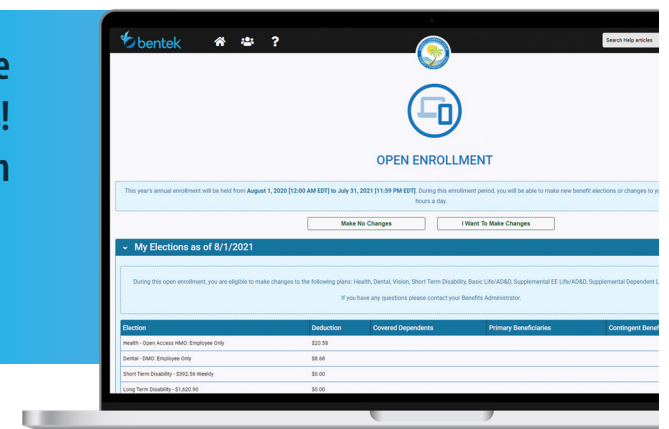 e
!
n
bentek
?
Search Help articles
OPEN ENROLLMENT
This year's annual enrollment will be held from August 1, 2020 [12:00 AM EDT] to July 31, 2021 [11:59 PM EDT]. During this enrollment period, you will be able to make new benefit elections or changes to yo
hours a day.
Make No Changes
I Want To Make Changes
My Elections as of 8/1/2021
During this open enrollment, you are eligible to make changes to the following plans: Health, Dental, Vision, Short Term Disability, Basic Life/AD&D, Supplemental EE Life/AD&D, Supplemental Dependent L
If you have any questions please contact your Benefits Administrator.
Election Deduction Covered Dependents Primary Beneficiaries Contingent Benef
Health - Open Access HMO: Employee Only $20.58
Dental - DMO: Employee Only $8.68
Short Term Disability - $392.56 Weekly $0.00
Long Term Disability - $1,620.90 $0.00